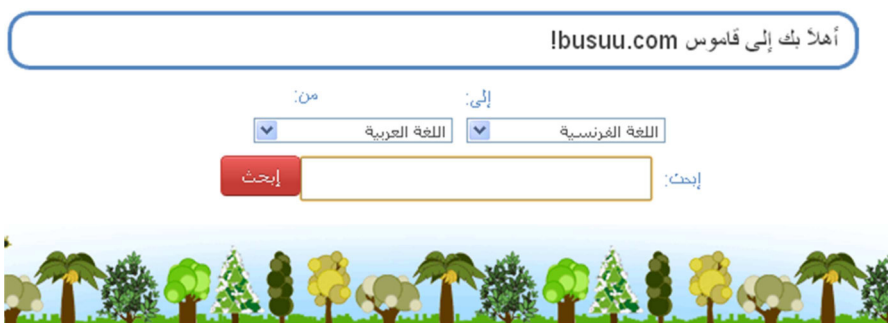 أهلاً بك إلى قاموس busuu.com!
إلى: من:
اللغة الفرنسية اللغة العربية
إبحث: إبحث